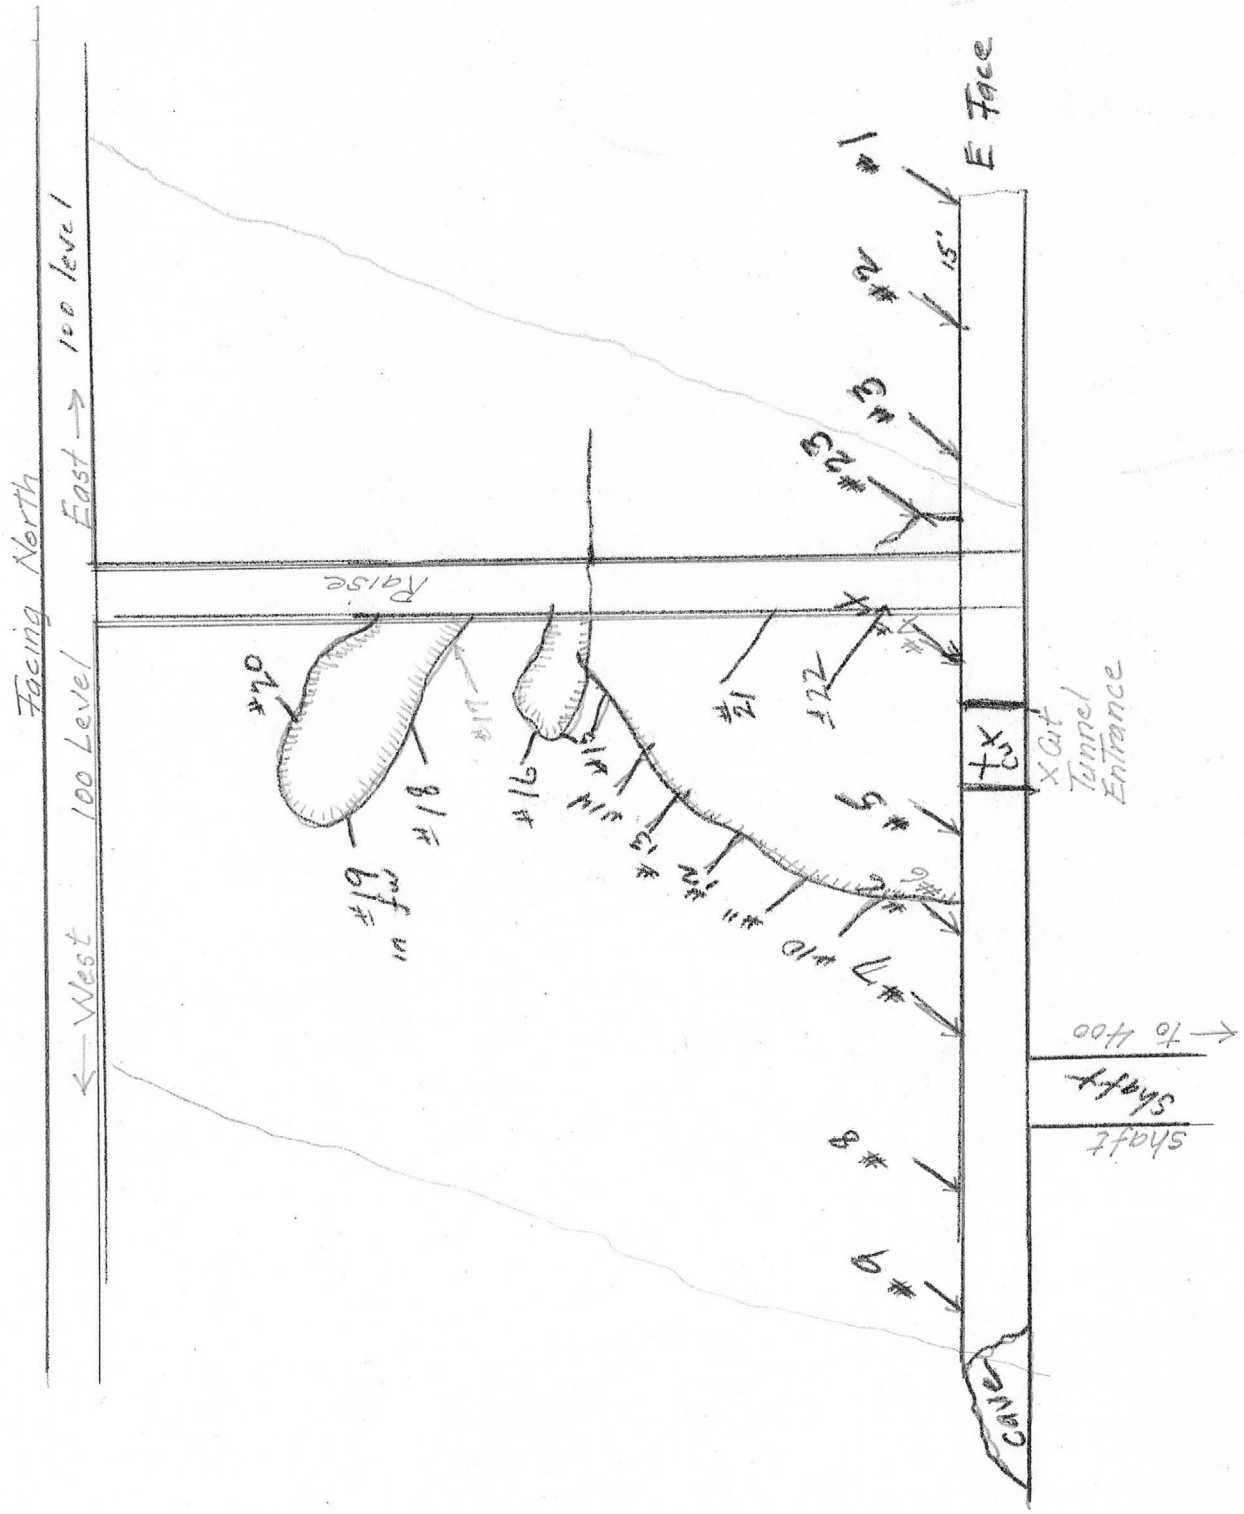 Facing North
← West 100 Level East → 100 level
Raise
#20
#19
in fw
#18
#17
#16
#15
#14
#13
#12
#11
#10
#21
#22
#23
#1
#2
#3
#4
#5
#6
#7
#8
#9
15'
E Face
X Cut
Tunnel
Entrance
Shaft
Shaft
to 400 →
Cave